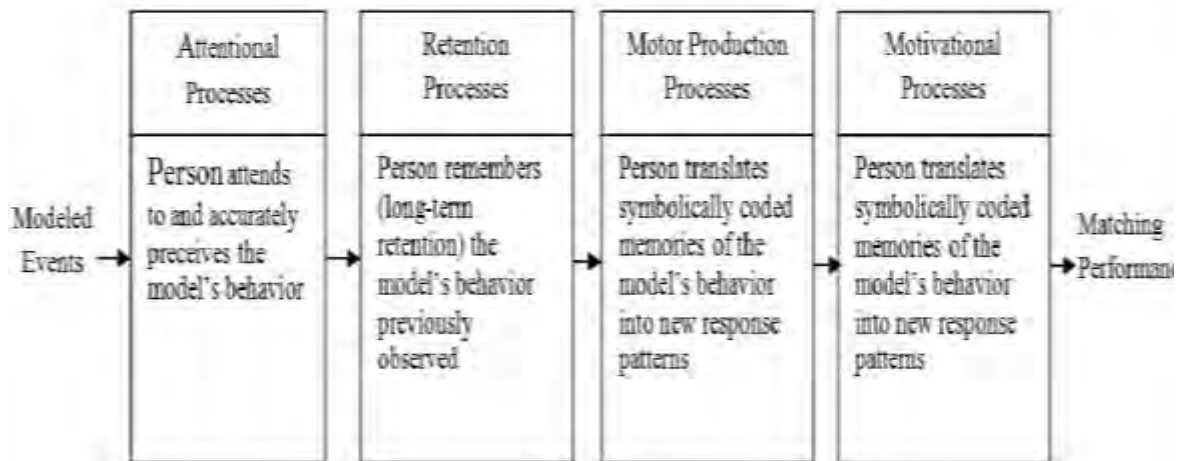 Modeled
Events
Attentional
Processes
Person attends
to and accurately
preceives the
model's behavior
Retention
Processes
Person remembers
(long-term
retention) the
model's behavior
previously
observed
Motor Production
Processes
Person translates
symbolically coded
memories of the
model's behavior
into new response
patterns
Motivational
Processes
Person translates
symbolically coded
memories of the
model's behavior
into new response
patterns
Matching
Performanc